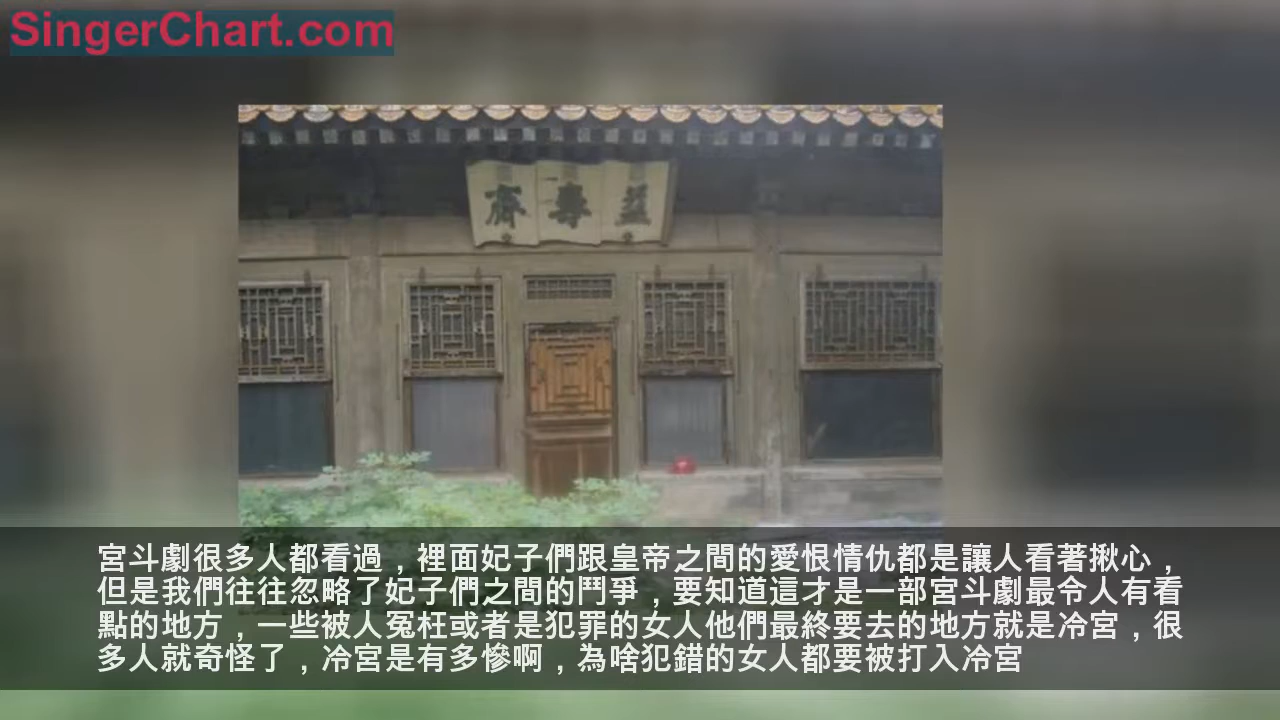 SingerChart.com
益壽齋
宮斗劇很多人都看過，裡面妃子們跟皇帝之間的愛恨情仇都是讓人看著揪心，
但是我們往往忽略了妃子們之間的鬥爭，要知道這才是一部宮斗劇最令人有看
點的地方，一些被人冤枉或者是犯罪的女人他們最終要去的地方就是冷宮，很
多人就奇怪了，冷宮是有多慘啊，為啥犯錯的女人都要被打入冷宮